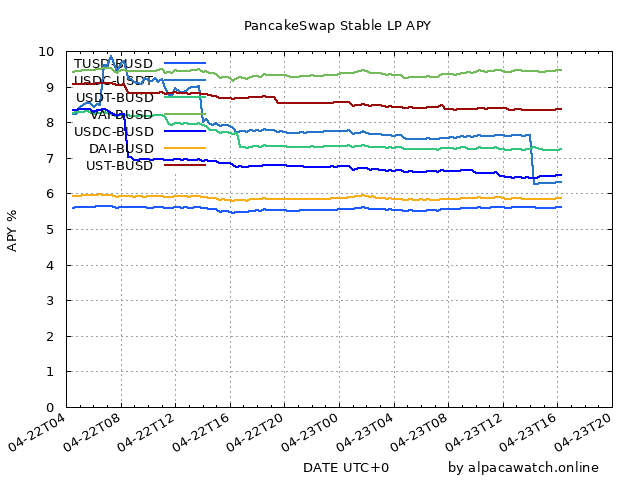 PancakeSwap Stable LP APY
10
9
8
7
6
5
4
3
2
1
0
APY %
TUSD-BUSD
USDC-USDT
USDT-BUSD
VAI-BUSD
USDC-BUSD
DAI-BUSD
UST-BUSD
04-22T04
04-22T08
04-22T12
04-22T16
04-22T20
04-23T00
04-23T04
04-23T08
04-23T12
04-23T16
04-23T20
DATE UTC+0 by alpacawatch.online